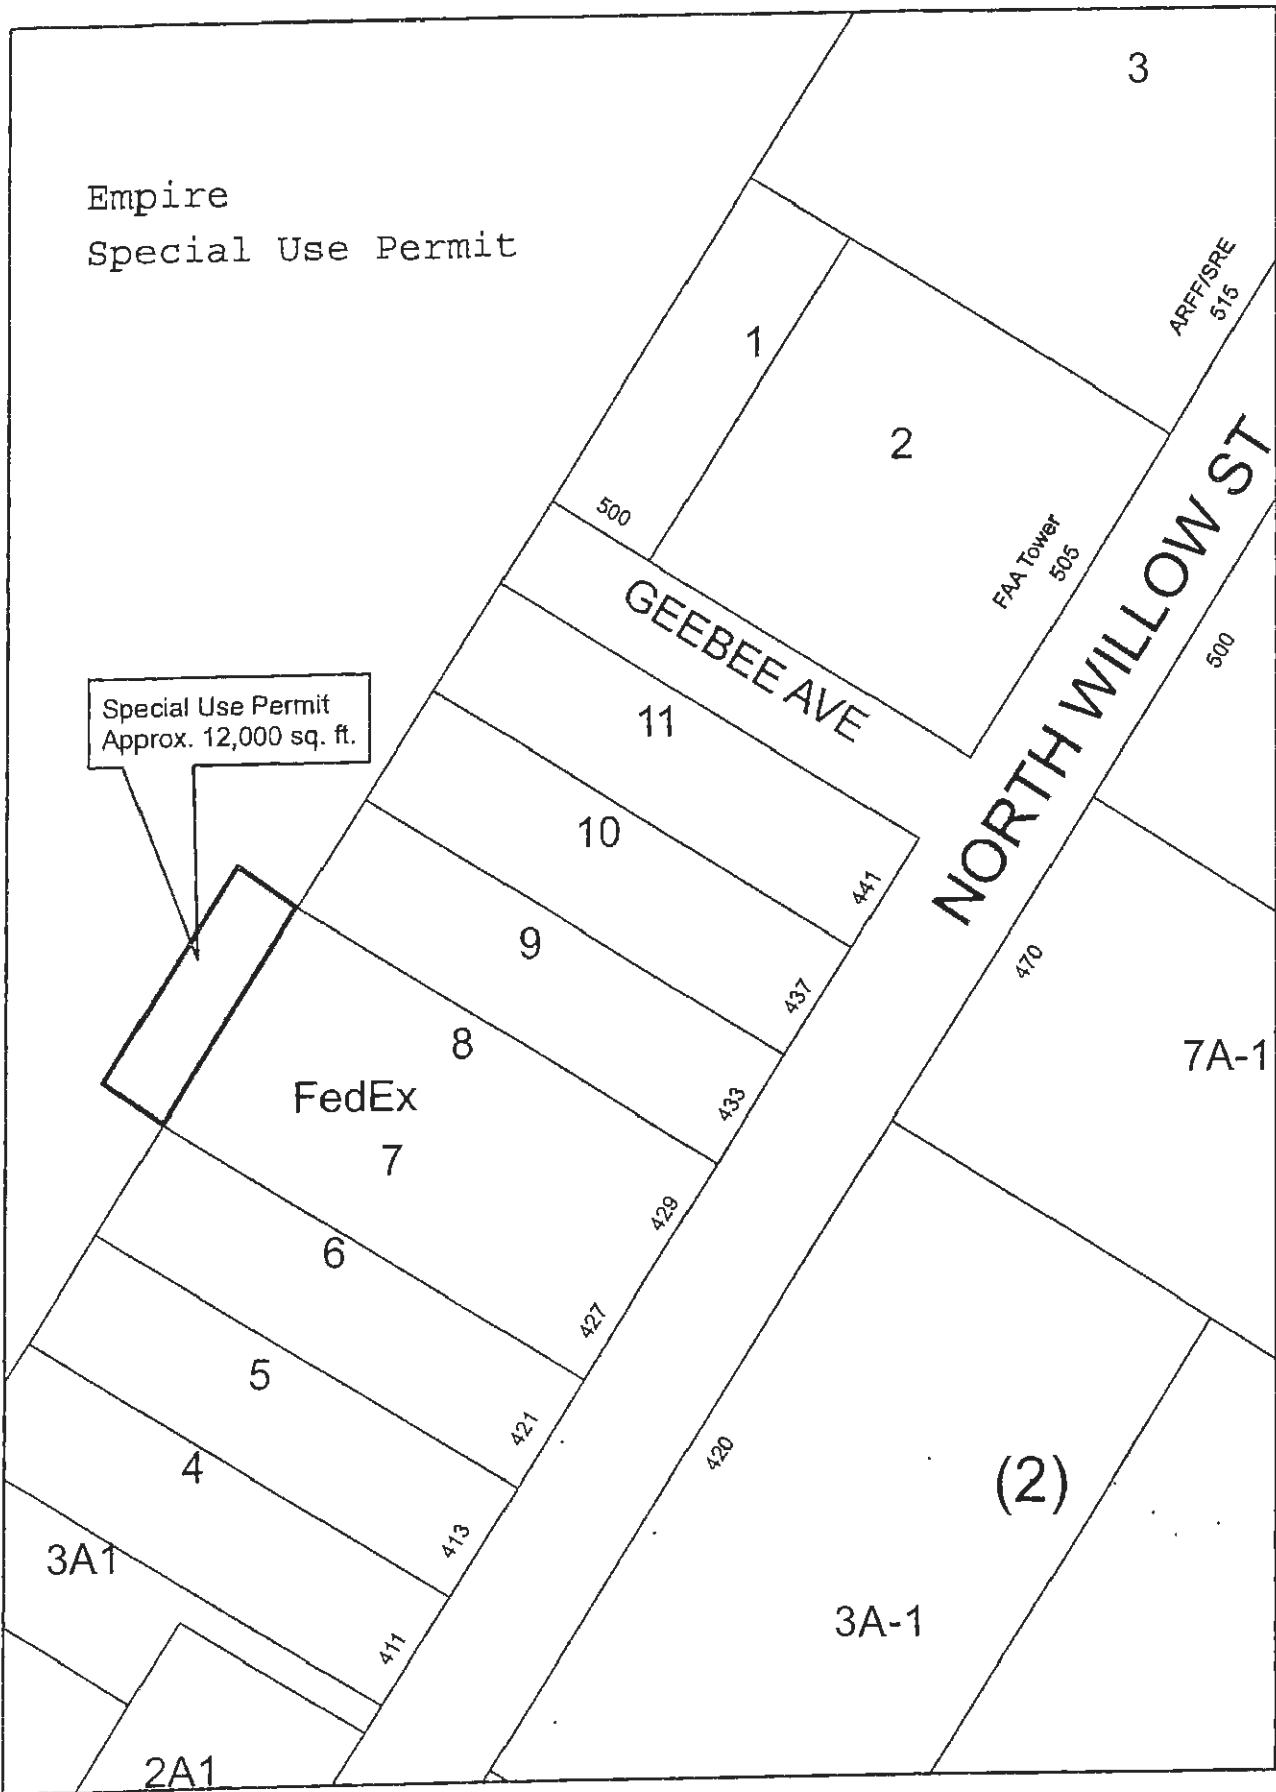 3
Empire
Special Use Permit
ARFF/SRE
515
1
2
500
FAA Tower
505
GEEBEE AVE
NORTH WILLOW ST
500
Special Use Permit
Approx. 12,000 sq. ft.
11
10
441
9
437
470
8
433
7A-1
FedEx
7
429
6
427
5
421
420
4
(2)
413
3A1
3A-1
411
2A1